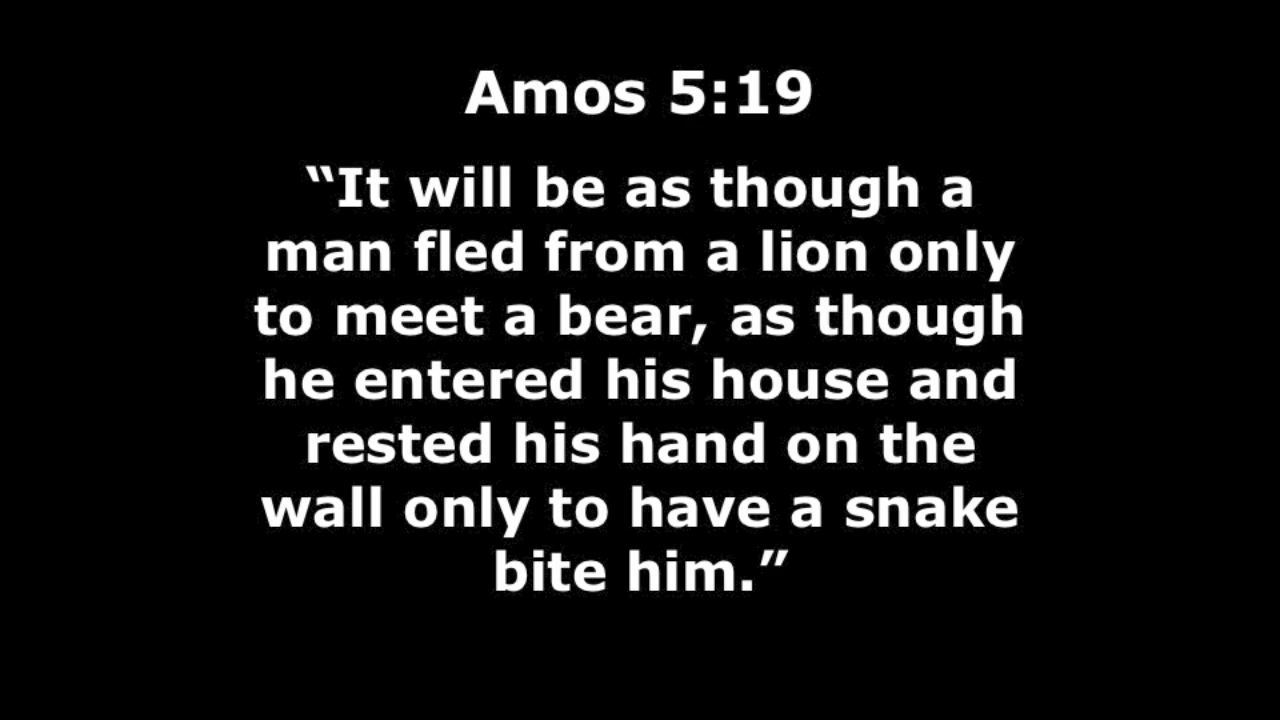 Amos 5:19
“It will be as though a
man fled from a lion only
to meet a bear, as though
he entered his house and
rested his hand on the
wall only to have a snake
bite him.”